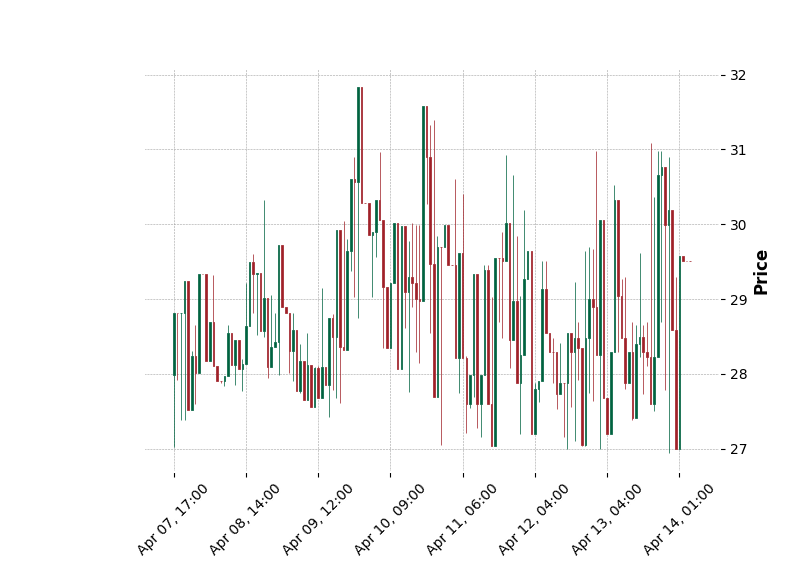 32
31
30
29
28
27
Price
Apr 07, 17:00
Apr 08, 14:00
Apr 09, 12:00
Apr 10, 09:00
Apr 11, 06:00
Apr 12, 04:00
Apr 13, 04:00
Apr 14, 01:00